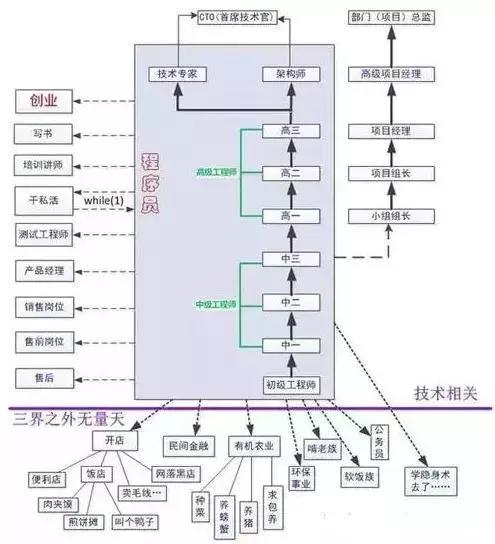 CTO(首席技术官)
部门（项目）总监
技术专家
架构师
高级项目经理
创业
写书
培训讲师
干私活
while(1)
测试工程师
产品经理
销售岗位
售前岗位
售后
程序员
高三
高级工程师
高二
高一
中三
中级工程师
中二
中一
初级工程师
项目经理
项目组长
小组组长
技术相关
三界之外无量天
开店
民间金融
有机农业
啃老族
公务员
便利店
饭店
网落黑店
肉夹馍
卖毛线…
煎饼摊
叫个鸭子
种菜
养螃蟹
养猪
求包养
环保
事业
软饭族
学隐身术
去了……